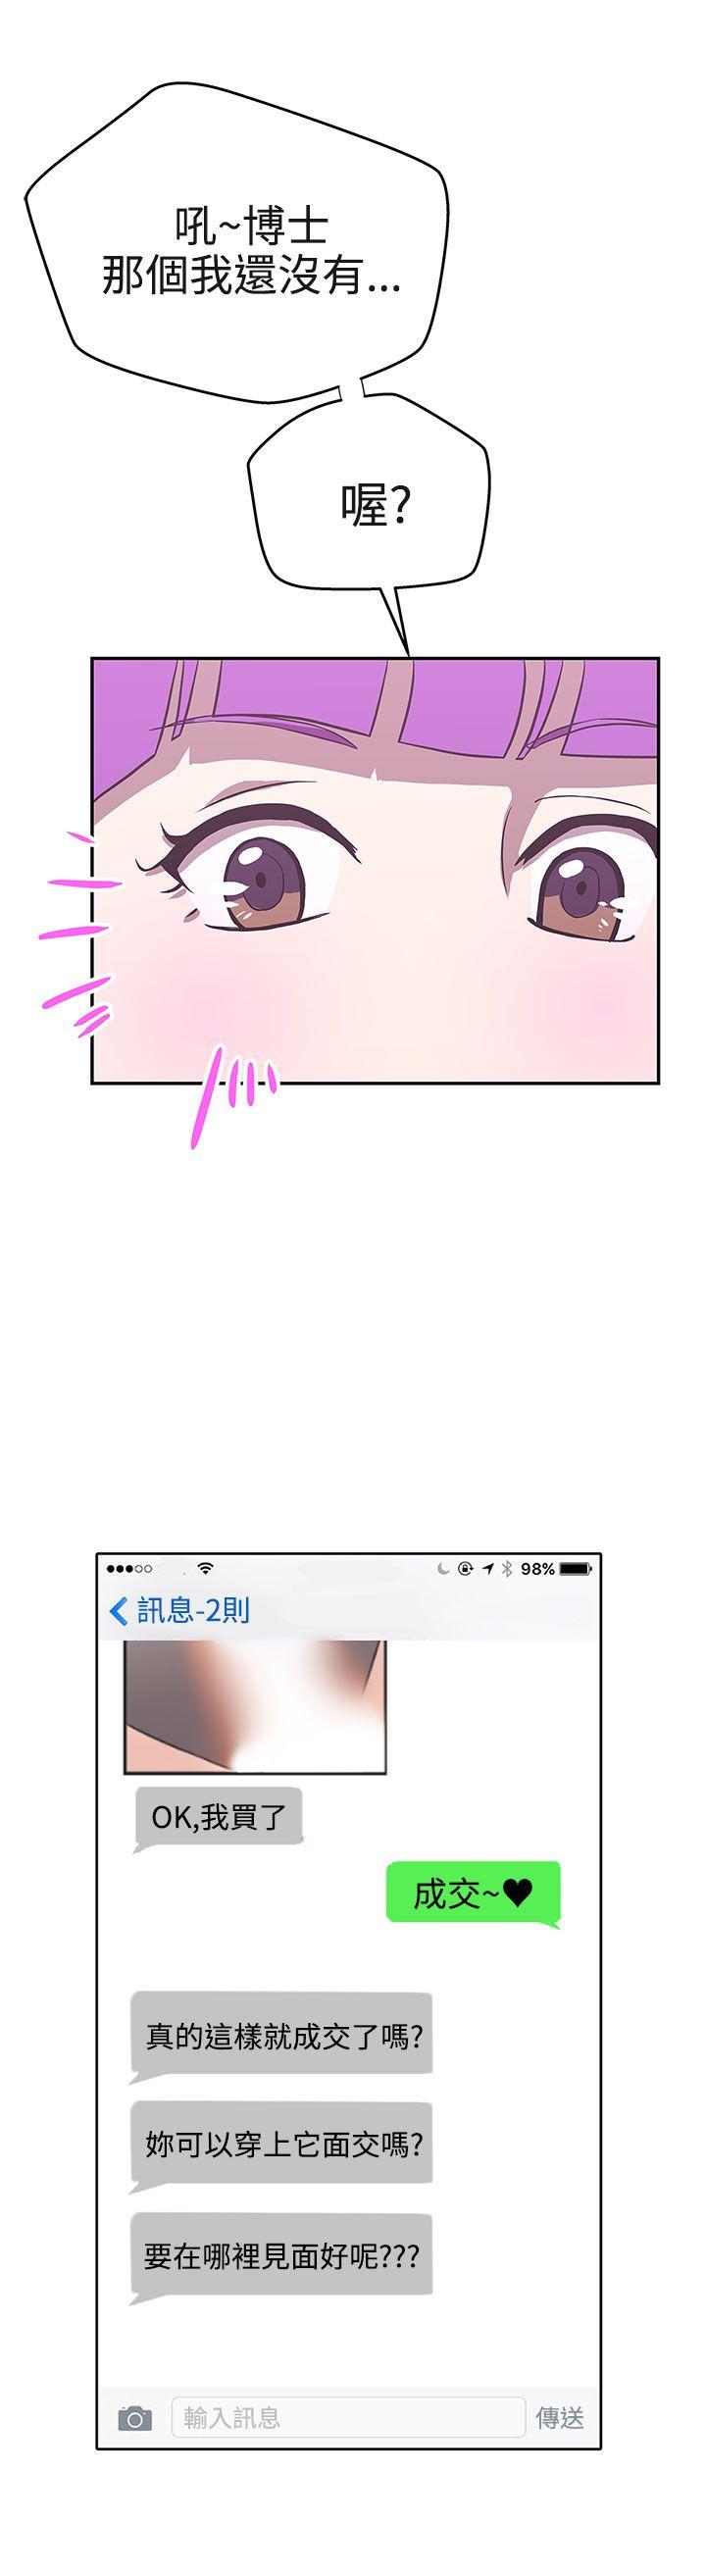 吼~博士
那個我還沒有...
喔?
98%
訊息-2則
OK,我買了
成交~♥
真的這樣就成交了嗎?
妳可以穿上它面交嗎?
要在哪裡見面好呢???
輸入訊息
傳送